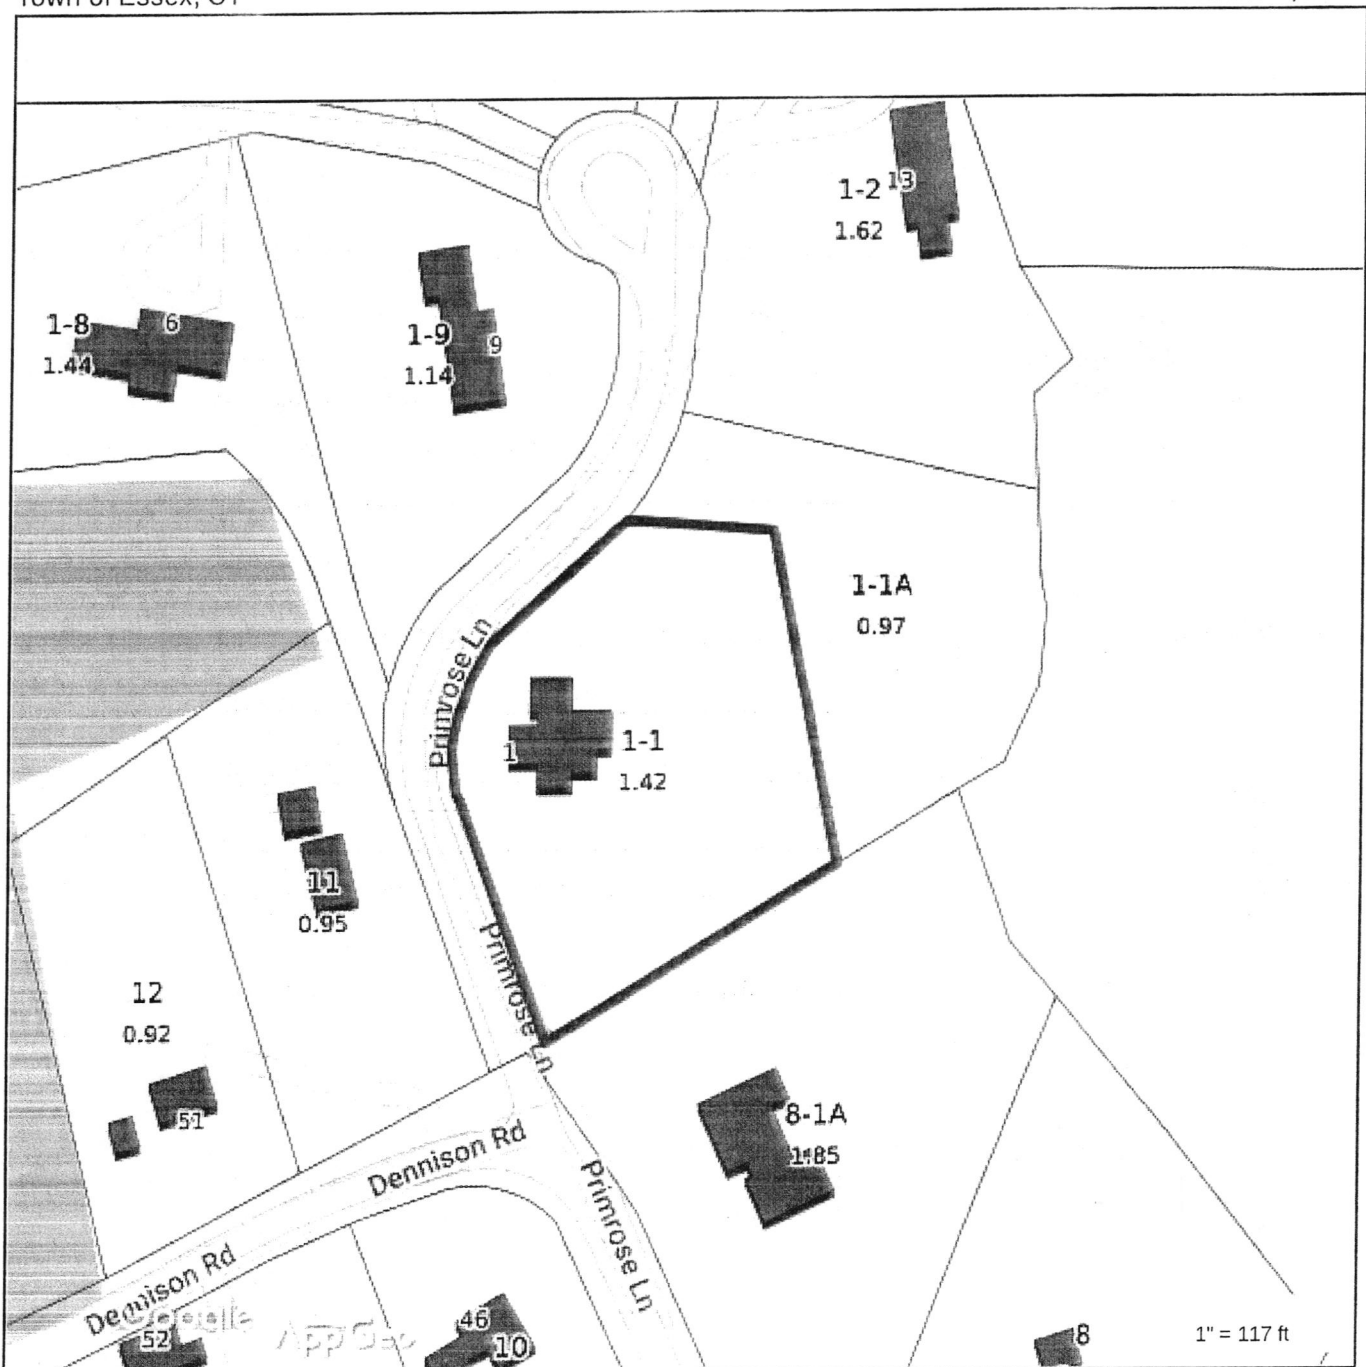 Town of Essex, CT
13
1-2
1.62
1-8
6
1.44
1-9
9
1.14
1-1A
0.97
Primrose Ln
1
1-1
1.42
11
0.95
Primrose Ln
12
0.92
51
8-1A
1.85
Dennison Rd
Primrose Ln
Dennison Rd
Google
AppGeo
52
46
10
8
1" = 117 ft